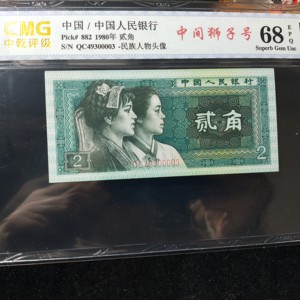 CMG
中乾评级
中国/中国人民银行
Pick# 882 1980年 贰角
S/N QC49300003 -民族人物头像
中间狮子号
68
E
P
Q
Superb Gem Unc
中国人民银行
贰角
2
2